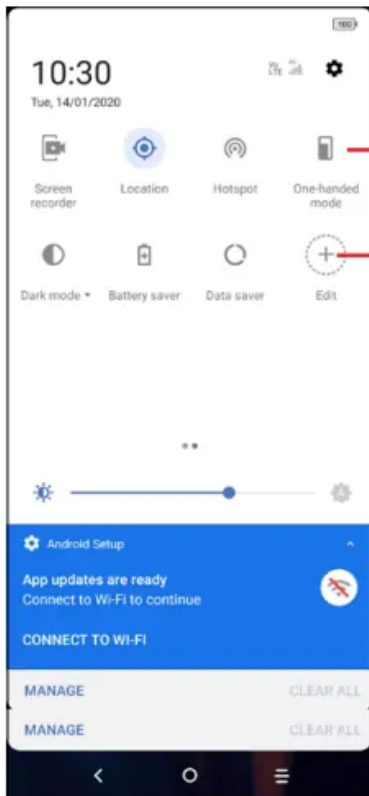 100
10:30
Tue, 14/01/2020
Screen recorder
Location
Hotspot
One-handed mode
Dark mode
Battery saver
Data saver
Edit
Android Setup
App updates are ready
Connect to Wi-Fi to continue
CONNECT TO WI-FI
MANAGE CLEAR ALL
MANAGE CLEAR ALL